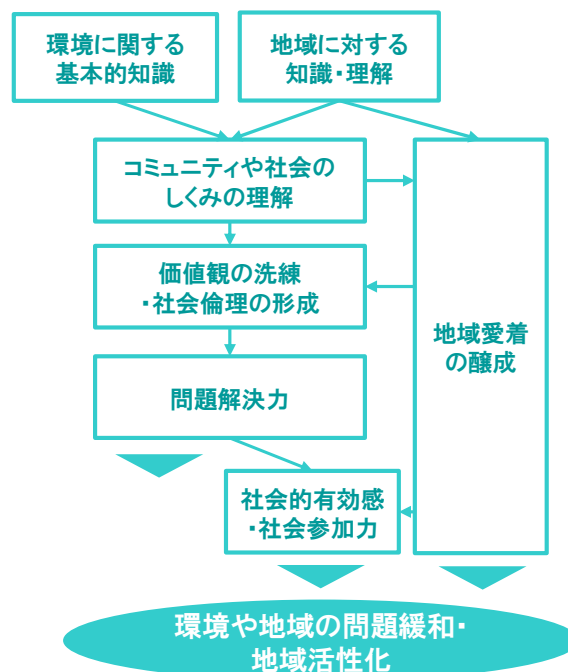 環境に関する
基本的知識
地域に対する
知識・理解
コミュニティや社会の
しくみの理解
価値観の洗練
・社会倫理の形成
地域愛着
の醸成
問題解決力
社会的有効感
・社会参加力
環境や地域の問題緩和・
地域活性化